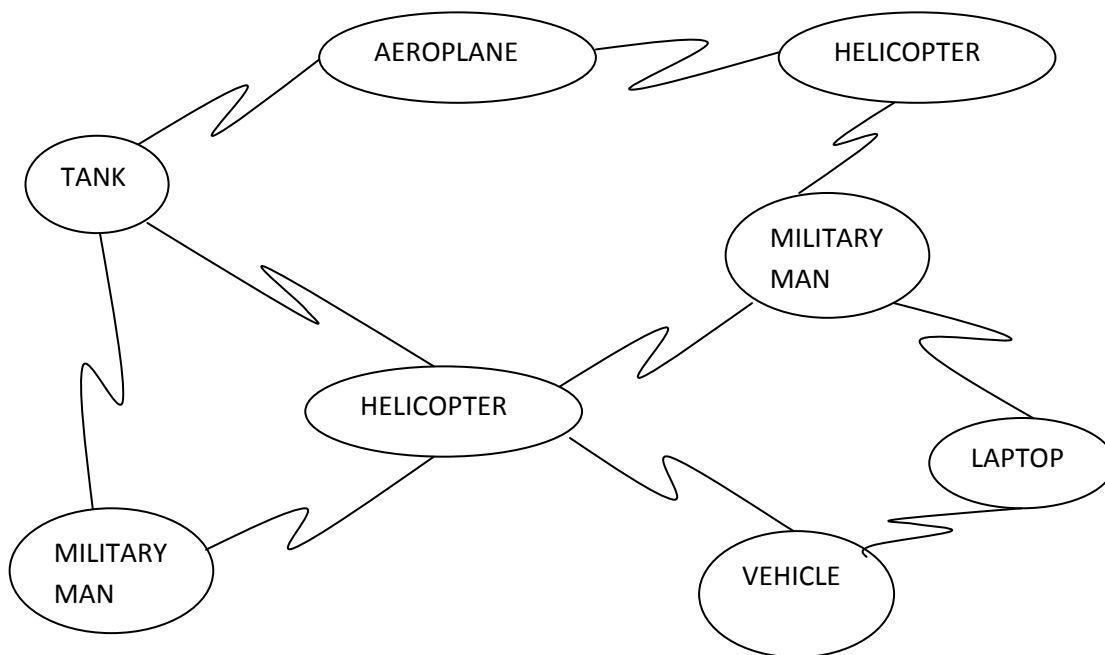 AEROPLANE
HELICOPTER
TANK
MILITARY
MAN
HELICOPTER
LAPTOP
MILITARY
MAN
VEHICLE